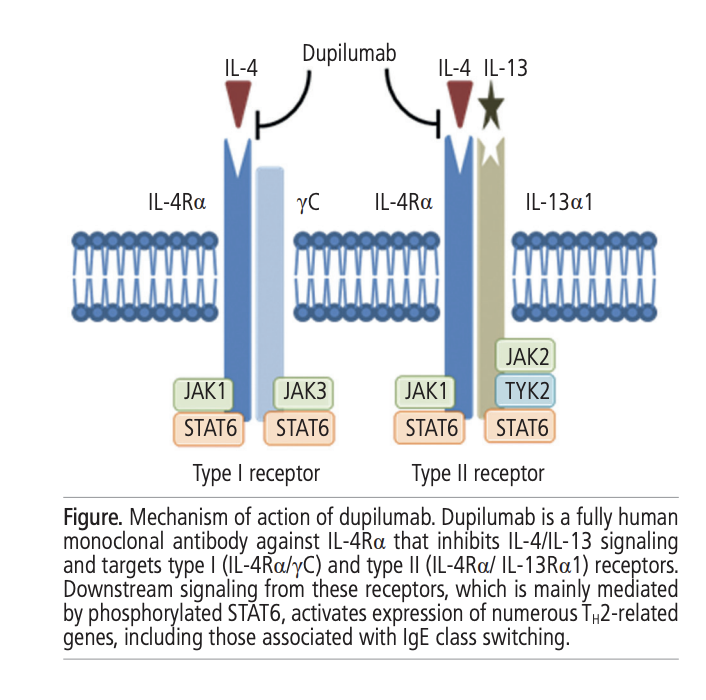 Dupilumab
IL-4
IL-4 IL-13
IL-4Rα
γC
IL-4Rα
IL-13α1
JAK2
JAK1
JAK3
JAK1
TYK2
STAT6
STAT6
STAT6
STAT6
Type I receptor
Type II receptor
Figure. Mechanism of action of dupilumab. Dupilumab is a fully human
monoclonal antibody against IL-4Rα that inhibits IL-4/IL-13 signaling
and targets type I (IL-4Rα/γC) and type II (IL-4Rα/ IL-13Rα1) receptors.
Downstream signaling from these receptors, which is mainly mediated
by phosphorylated STAT6, activates expression of numerous TH2-related
genes, including those associated with IgE class switching.